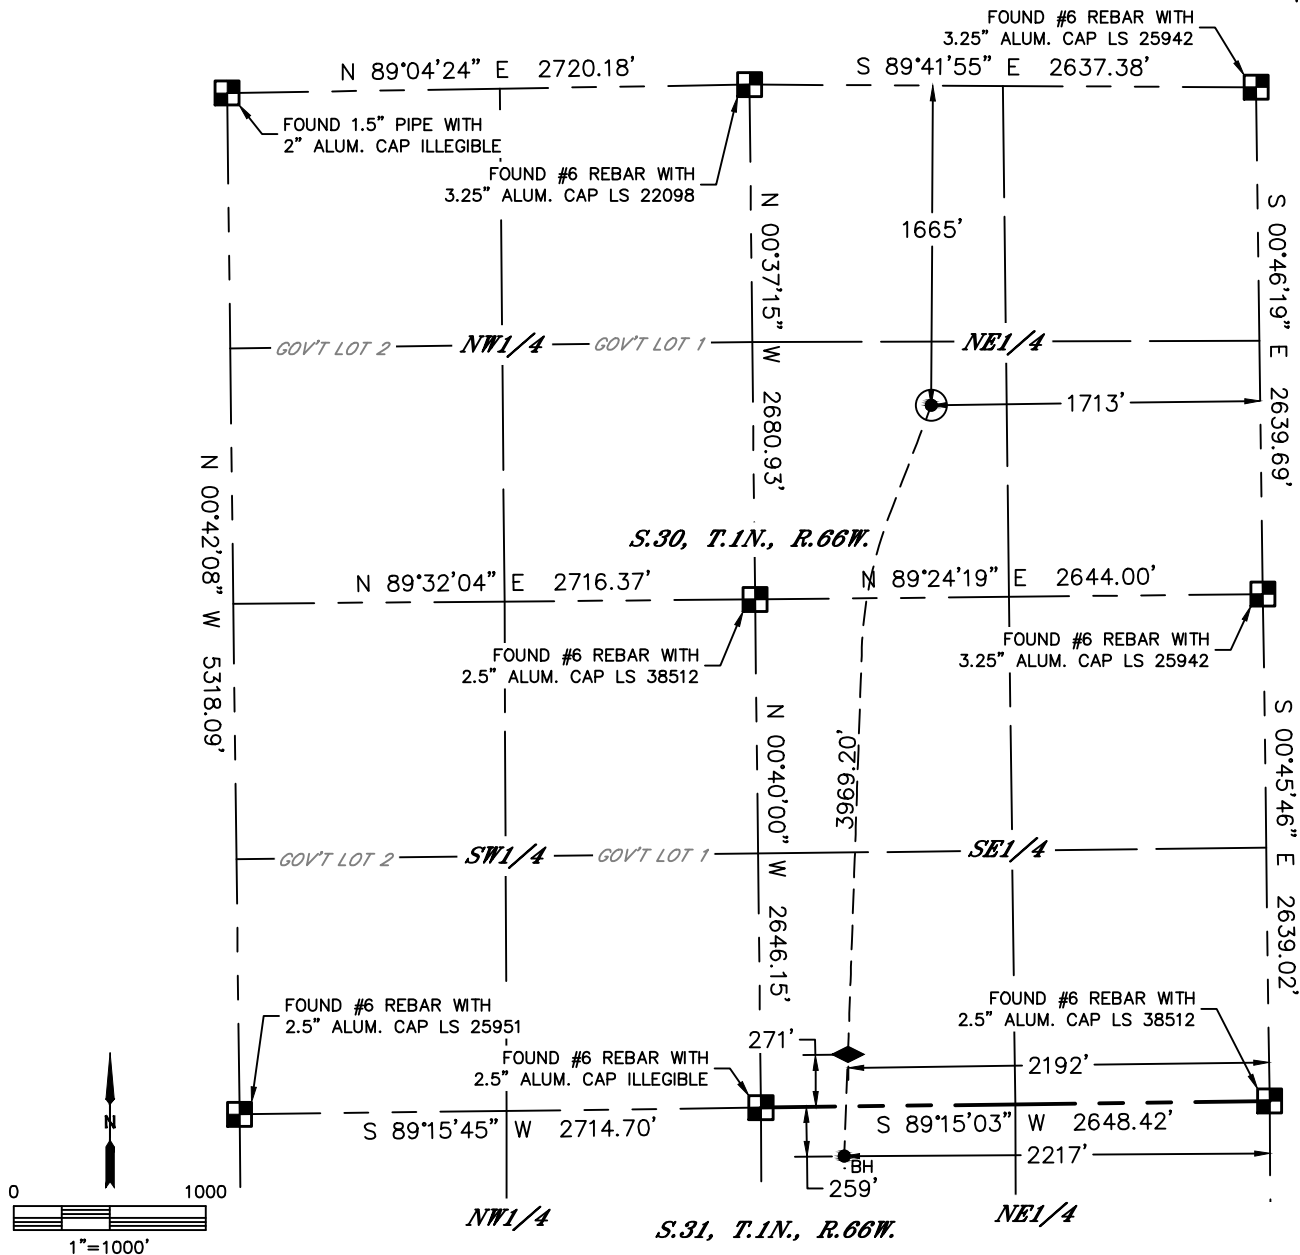 FOUND #6 REBAR WITH
3.25" ALUM. CAP LS 25942
N 89°04'24" E 2720.18'
S 89°41'55" E 2637.38'
FOUND 1.5" PIPE WITH
2" ALUM. CAP ILLEGIBLE
FOUND #6 REBAR WITH
3.25" ALUM. CAP LS 22098
N 00°37'15" W 2680.93'
1665'
S 00°46'19" E 2639.69'
GOV'T LOT 2
NW1/4
GOV'T LOT 1
NE1/4
1713'
N 00°42'08" W 5318.09'
S.30, T.1N., R.66W.
N 89°32'04" E 2716.37'
N 89°24'19" E 2644.00'
FOUND #6 REBAR WITH
2.5" ALUM. CAP LS 38512
FOUND #6 REBAR WITH
3.25" ALUM. CAP LS 25942
N 00°40'00" W 2646.15'
3969.20'
S 00°45'46" E 2639.02'
GOV'T LOT 2
SW1/4
GOV'T LOT 1
SE1/4
FOUND #6 REBAR WITH
2.5" ALUM. CAP LS 25951
FOUND #6 REBAR WITH
2.5" ALUM. CAP LS 38512
271'
FOUND #6 REBAR WITH
2.5" ALUM. CAP ILLEGIBLE
2192'
S 89°15'45" W 2714.70'
S 89°15'03" W 2648.42'
N
BH
2217'
259'
0 1000
1"=1000'
NW1/4
S.31, T.1N., R.66W.
NE1/4